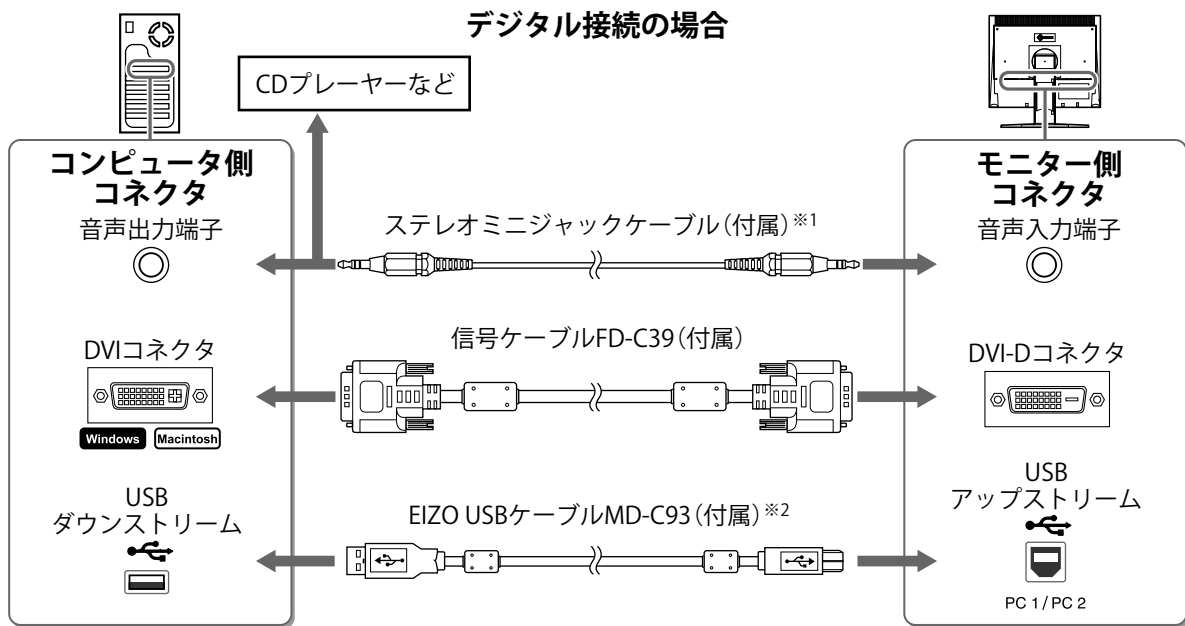 デジタル接続の場合
CDプレーヤーなど
コンピュータ側
コネクタ
音声出力端子
ステレオミニジャックケーブル（付属）※1
モニター側
コネクタ
音声入力端子
DVIコネクタ
Windows
Macintosh
信号ケーブルFD-C39（付属）
DVI-Dコネクタ
USB
ダウンストリーム
EIZO USBケーブルMD-C93（付属）※2
USB
アップストリーム
PC 1 / PC 2